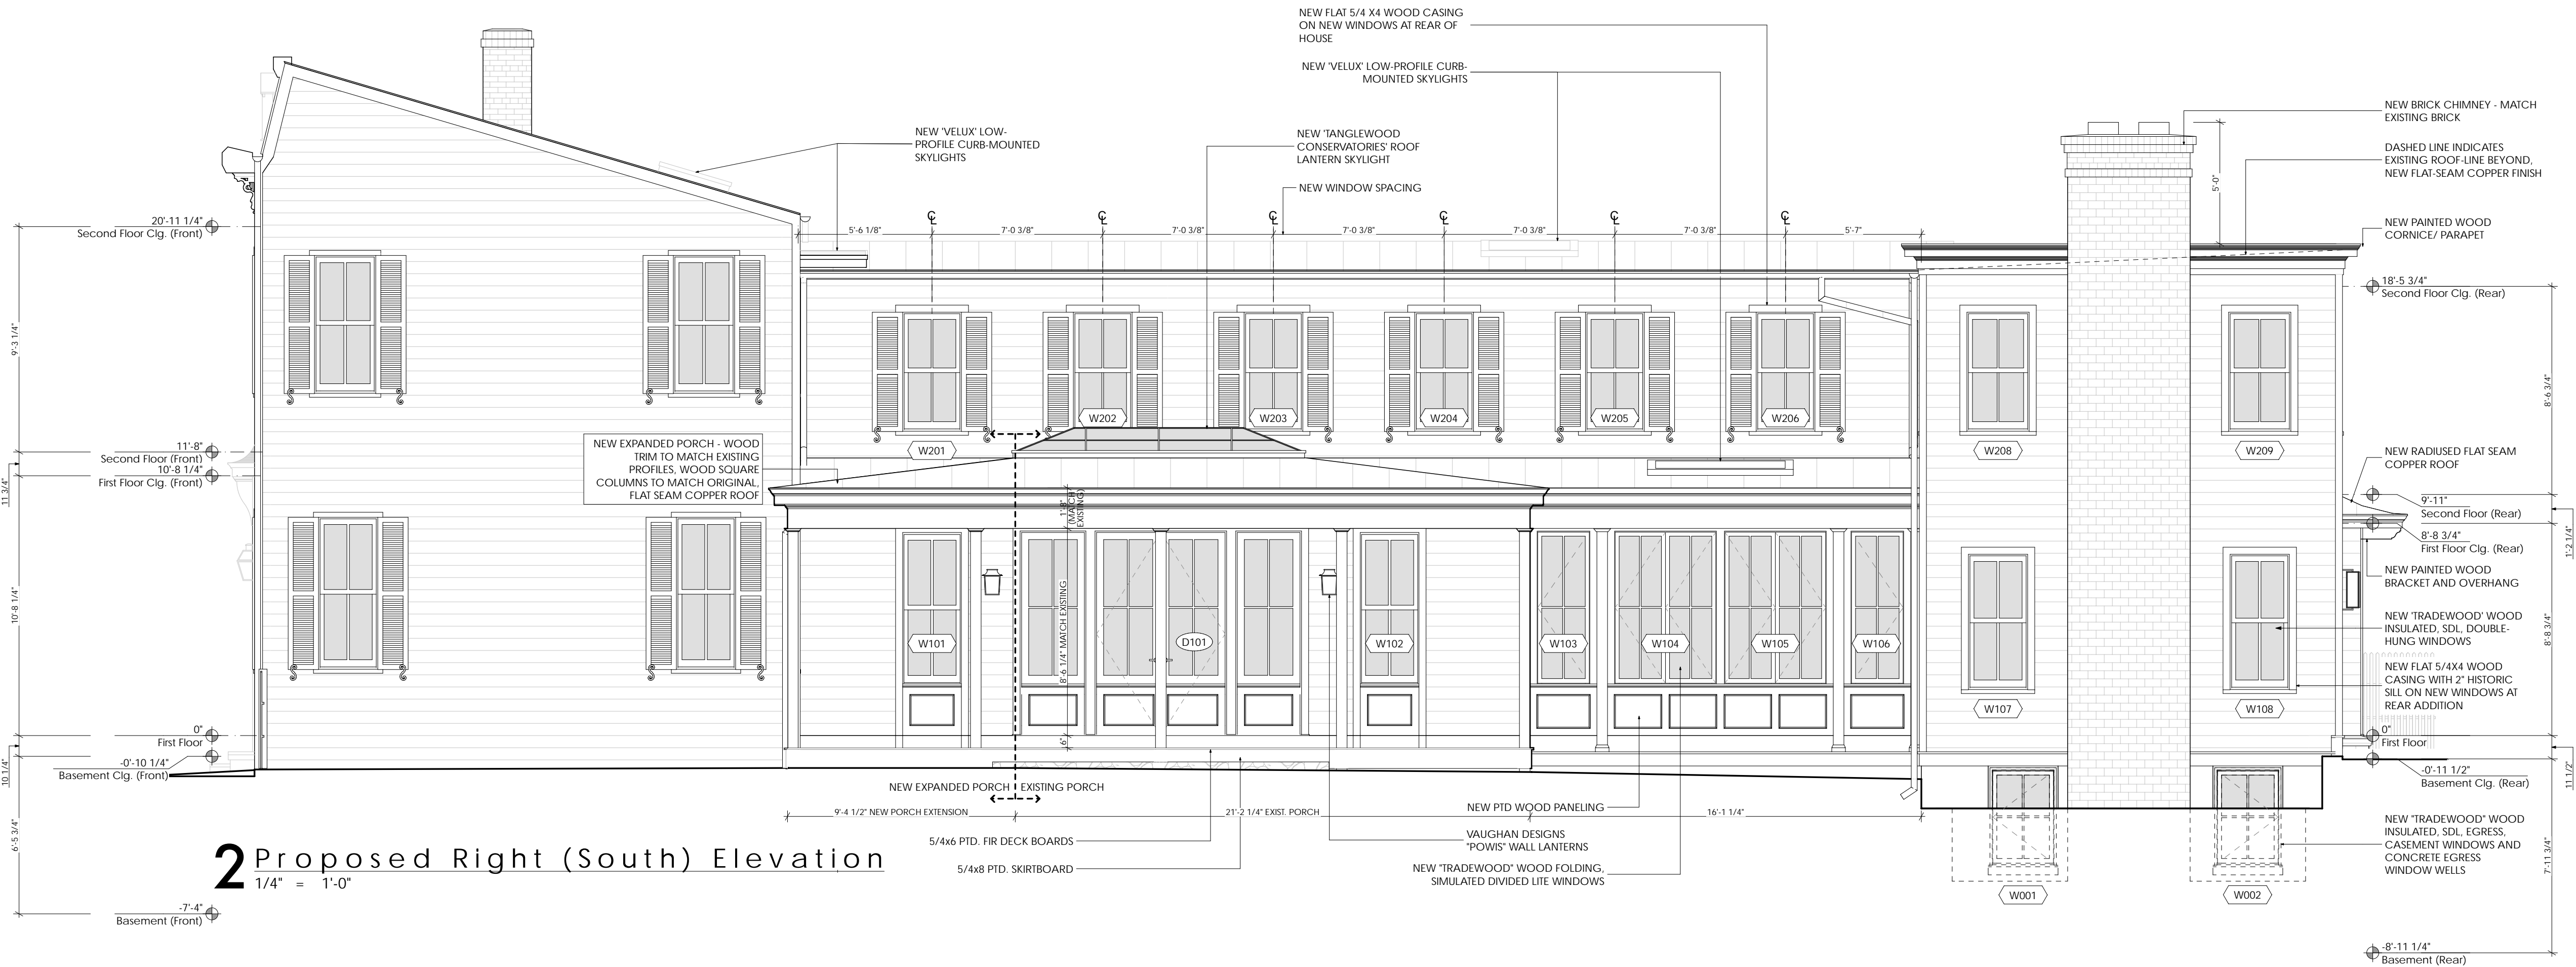 NEW FLAT 5/4 X4 WOOD CASING
ON NEW WINDOWS AT REAR OF
HOUSE
NEW 'VELUX' LOW-PROFILE CURB-
MOUNTED SKYLIGHTS
NEW 'VELUX' LOW-
PROFILE CURB-MOUNTED
SKYLIGHTS
NEW 'TANGLEWOOD
CONSERVATORIES' ROOF
LANTERN SKYLIGHT
NEW WINDOW SPACING
NEW BRICK CHIMNEY - MATCH
EXISTING BRICK
DASHED LINE INDICATES
EXISTING ROOF-LINE BEYOND,
NEW FLAT-SEAM COPPER FINISH
NEW PAINTED WOOD
CORNICE/ PARAPET
5'-0"
20'-11 1/4"
Second Floor Clg. (Front)
9'-3 1/4"
11'-8"
Second Floor (Front)
10'-8 1/4"
First Floor Clg. (Front)
11 3/4"
10'-8 1/4"
0"
First Floor
-0'-10 1/4"
Basement Clg. (Front)
10 1/4"
6'-5 3/4"
-7'-4"
Basement (Front)
5'-6 1/8"
7'-0 3/8"
7'-0 3/8"
7'-0 3/8"
7'-0 3/8"
7'-0 3/8"
5'-7"
W201
W202
W203
W204
W205
W206
W208
W209
NEW EXPANDED PORCH - WOOD
TRIM TO MATCH EXISTING
PROFILES, WOOD SQUARE
COLUMNS TO MATCH ORIGINAL,
FLAT SEAM COPPER ROOF
1'-8"
(MATCH
EXISTING)
8'-6 1/4" MATCH EXISTING
6"
W101
D101
W102
W103
W104
W105
W106
W107
W108
NEW EXPANDED PORCH
EXISTING PORCH
9'-4 1/2" NEW PORCH EXTENSION
21'-2 1/4" EXIST. PORCH
16'-1 1/4"
5/4x6 PTD. FIR DECK BOARDS
5/4x8 PTD. SKIRTBOARD
NEW PTD WOOD PANELING
VAUGHAN DESIGNS
"POWIS" WALL LANTERNS
NEW "TRADEWOOD" WOOD FOLDING,
SIMULATED DIVIDED LITE WINDOWS
W001
W002
18'-5 3/4"
Second Floor Clg. (Rear)
8'-6 3/4"
NEW RADIUSED FLAT SEAM
COPPER ROOF
9'-11"
Second Floor (Rear)
8'-8 3/4"
First Floor Clg. (Rear)
1'-2 1/4"
NEW PAINTED WOOD
BRACKET AND OVERHANG
NEW 'TRADEWOOD' WOOD
INSULATED, SDL, DOUBLE-
HUNG WINDOWS
8'-8 3/4"
NEW FLAT 5/4X4 WOOD
CASING WITH 2" HISTORIC
SILL ON NEW WINDOWS AT
REAR ADDITION
0"
First Floor
-0'-11 1/2"
Basement Clg. (Rear)
11 1/2"
NEW "TRADEWOOD" WOOD
INSULATED, SDL, EGRESS,
CASEMENT WINDOWS AND
CONCRETE EGRESS
WINDOW WELLS
7'-11 3/4"
-8'-11 1/4"
Basement (Rear)
2 Proposed Right (South) Elevation
1/4" = 1'-0"